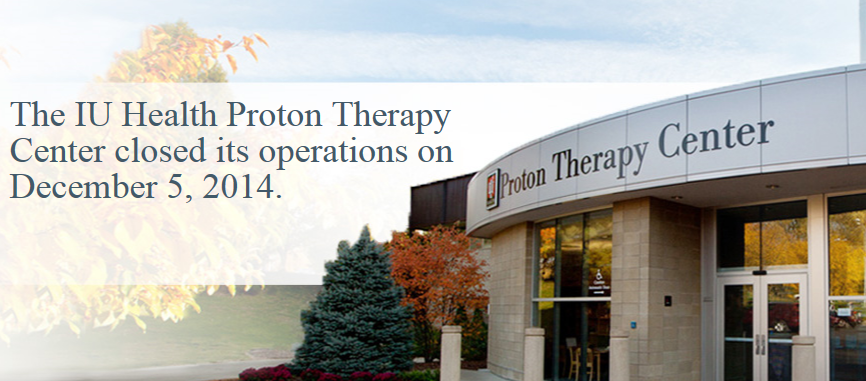 The IU Health Proton Therapy
Center closed its operations on
December 5, 2014.
Proton Therapy Center